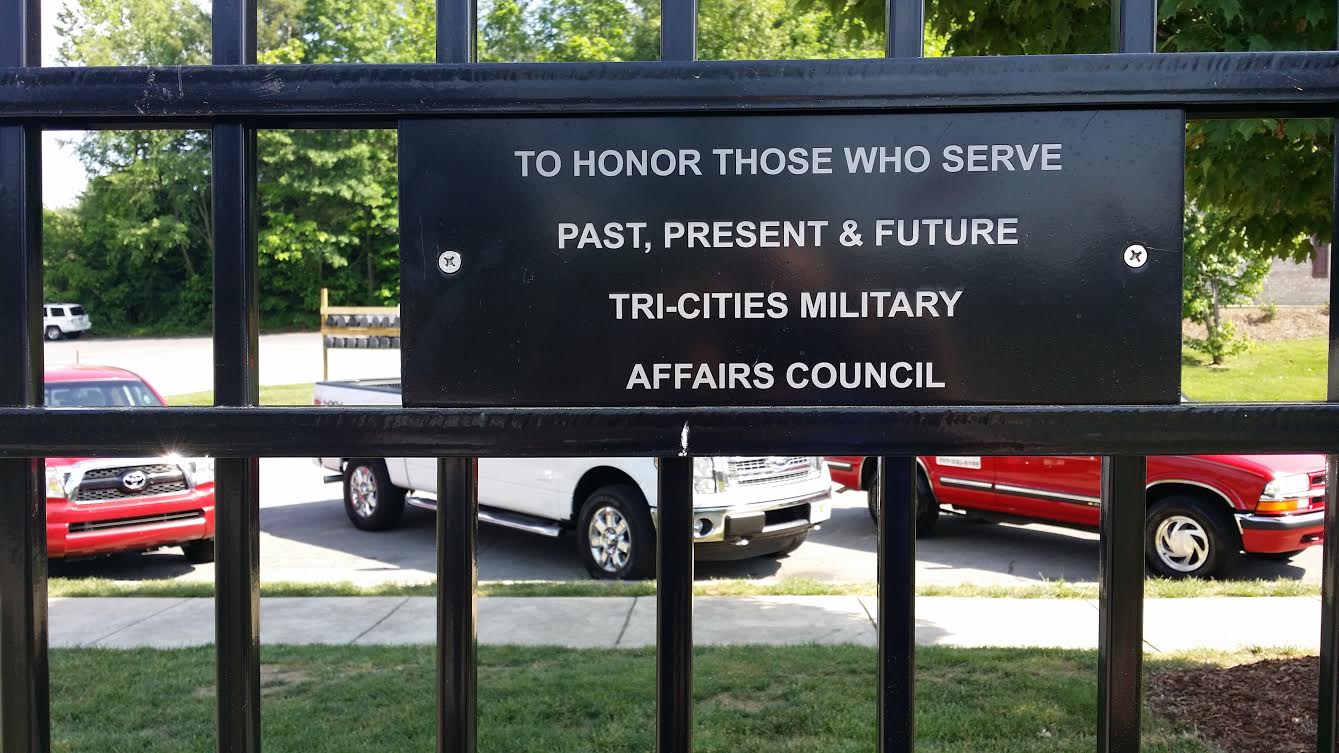 TO HONOR THOSE WHO SERVE
PAST, PRESENT & FUTURE
TRI-CITIES MILITARY
AFFAIRS COUNCIL